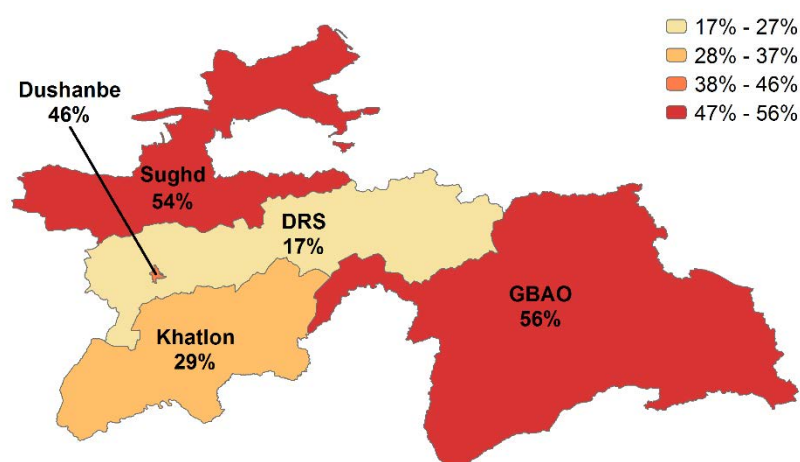 17% - 27%
28% - 37%
38% - 46%
47% - 56%
Dushanbe
46%
Sughd
54%
DRS
17%
GBAO
56%
Khatlon
29%